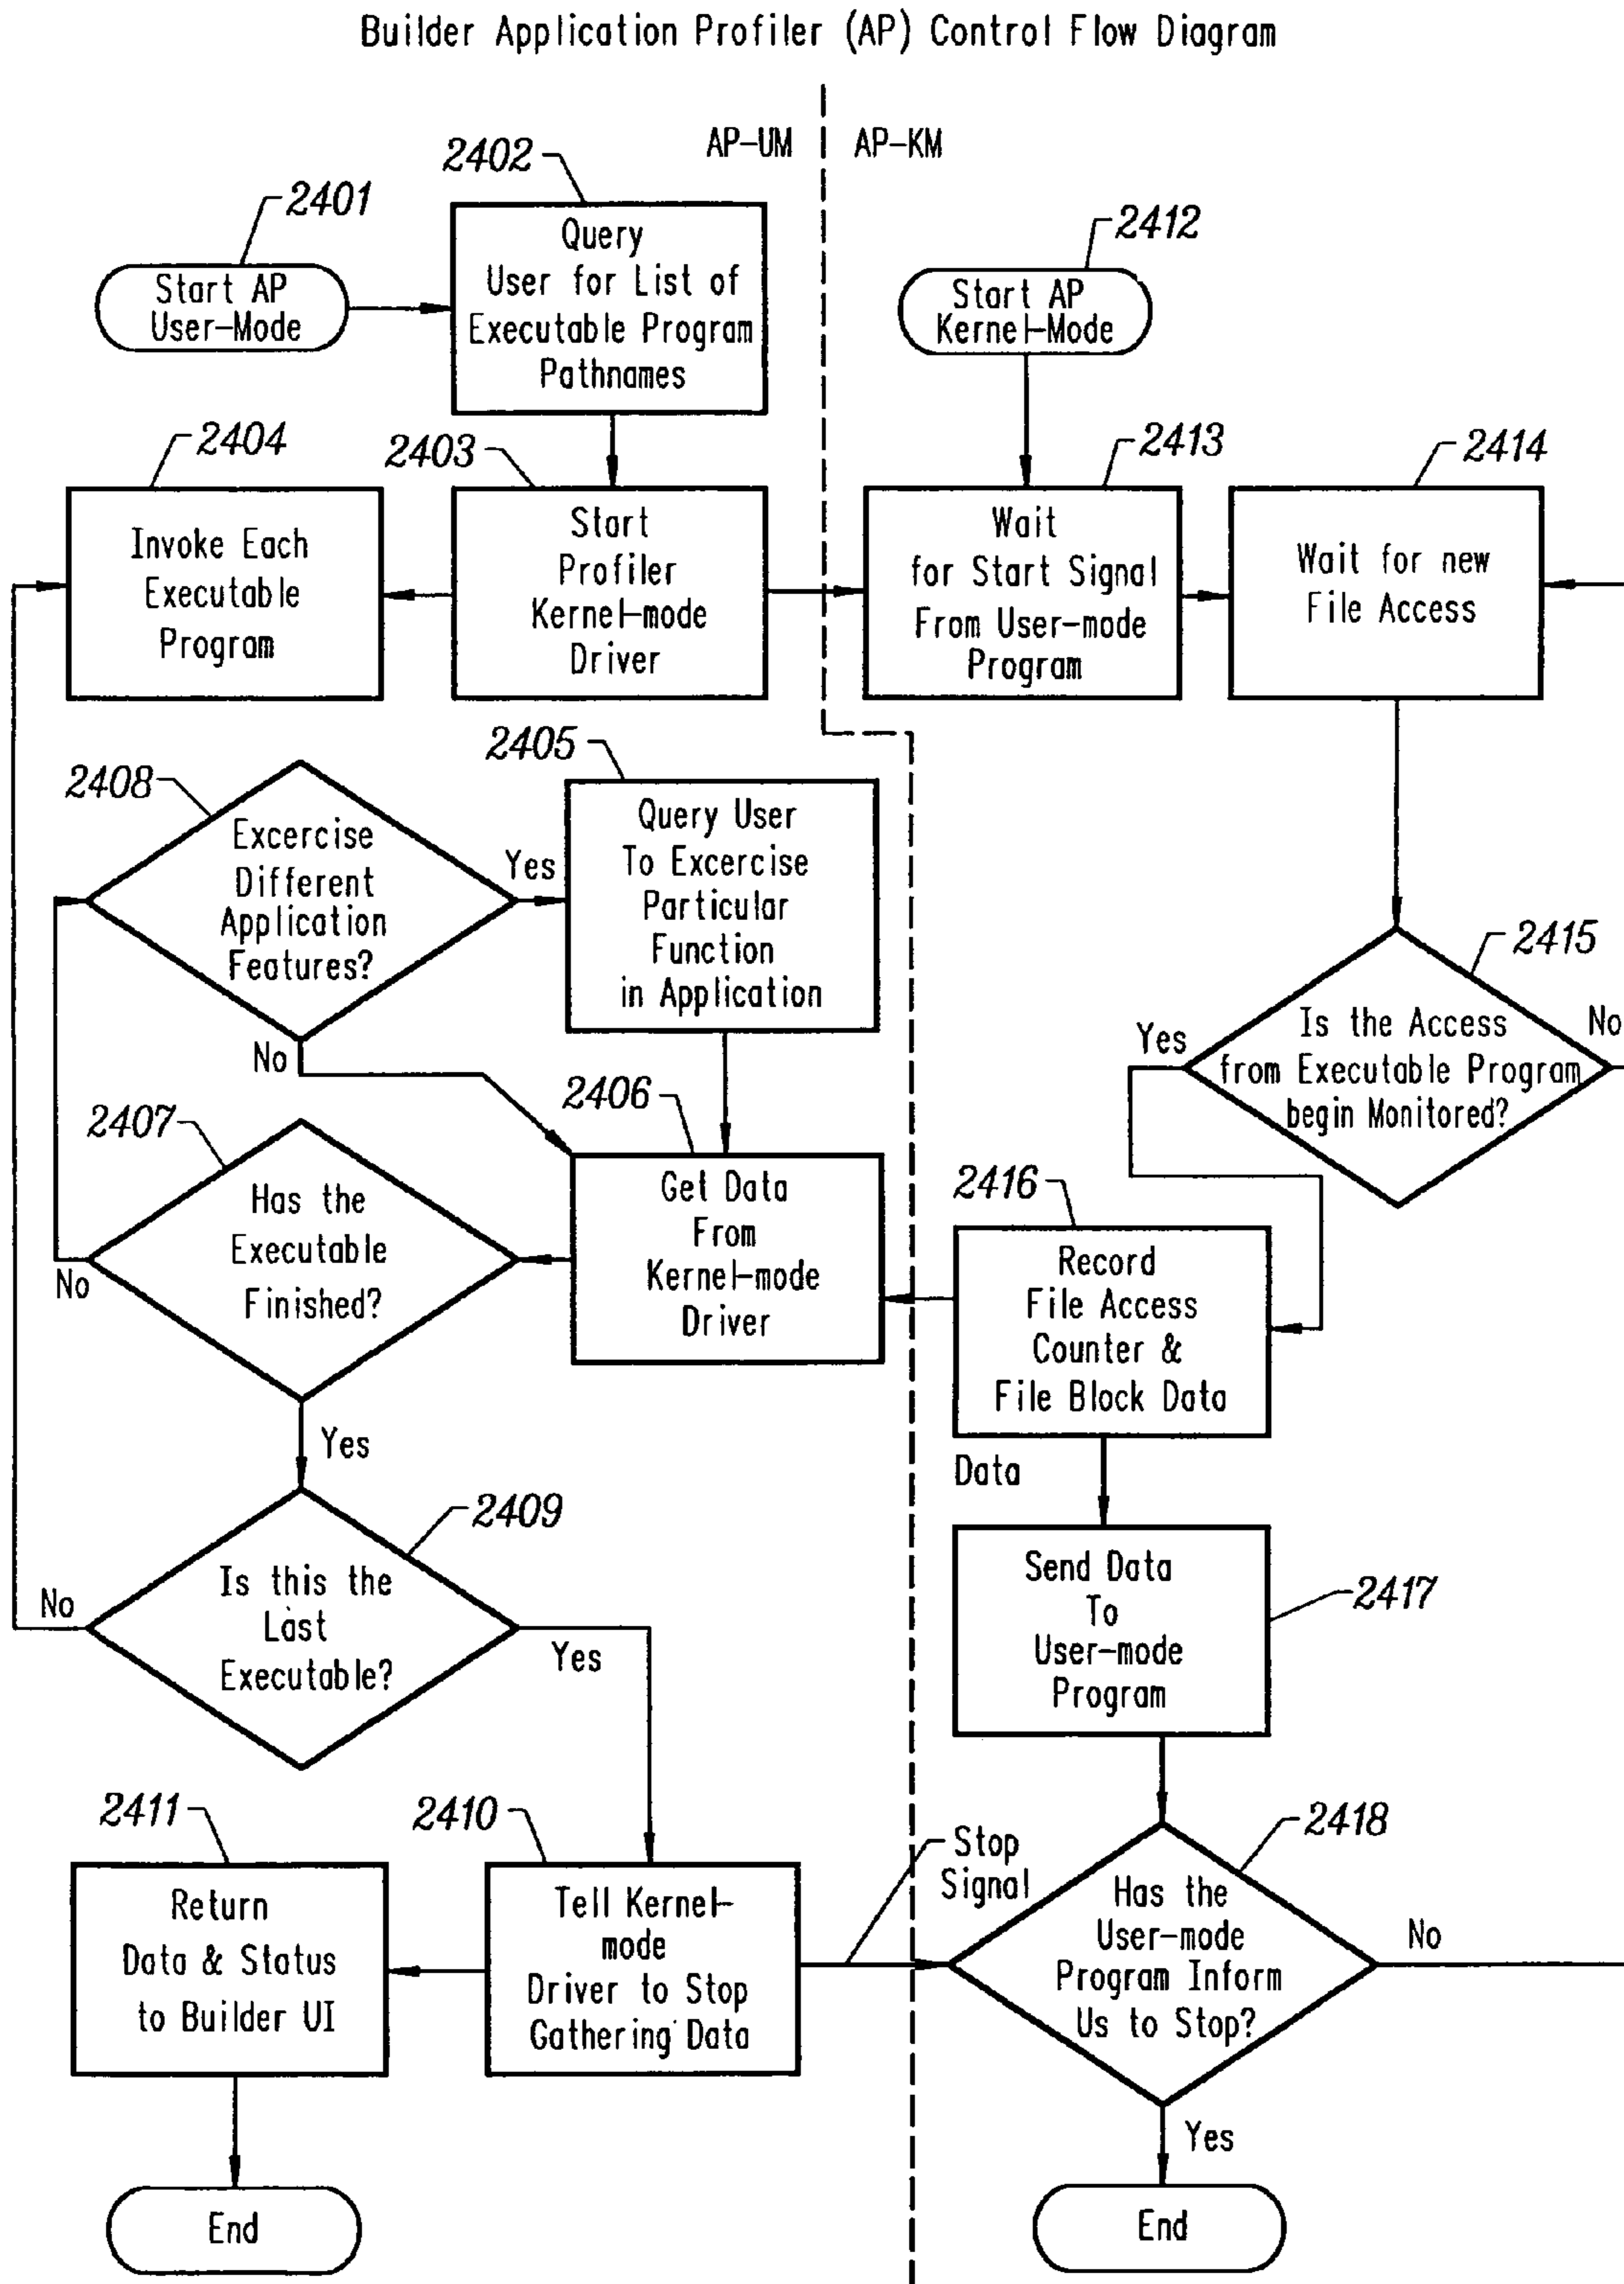 Builder Application Profiler (AP) Control Flow Diagram
AP-UM
AP-KM
2401
Start AP
User-Mode
2402
Query
User for List of
Executable Program
Pathnames
2412
Start AP
Kernel-Mode
2404
Invoke Each
Executable
Program
2403
Start
Profiler
Kernel-mode
Driver
2413
Wait
for Start Signal
From User-mode
Program
2414
Wait for new
File Access
2408
Excercise
Different
Application
Features?
Yes
No
2405
Query User
To Excercise
Particular
Function
in Application
2415
Is the Access
from Executable Program
begin Monitored?
Yes
No
2407
Has the
Executable
Finished?
No
Yes
2406
Get Data
From
Kernel-mode
Driver
2416
Record
File Access
Counter &
File Block Data
Data
2409
Is this the
Last
Executable?
No
Yes
2417
Send Data
To
User-mode
Program
2411
Return
Data & Status
to Builder UI
2410
Tell Kernel-
mode
Driver to Stop
Gathering Data
Stop
Signal
2418
Has the
User-mode
Program Inform
Us to Stop?
No
Yes
End
End